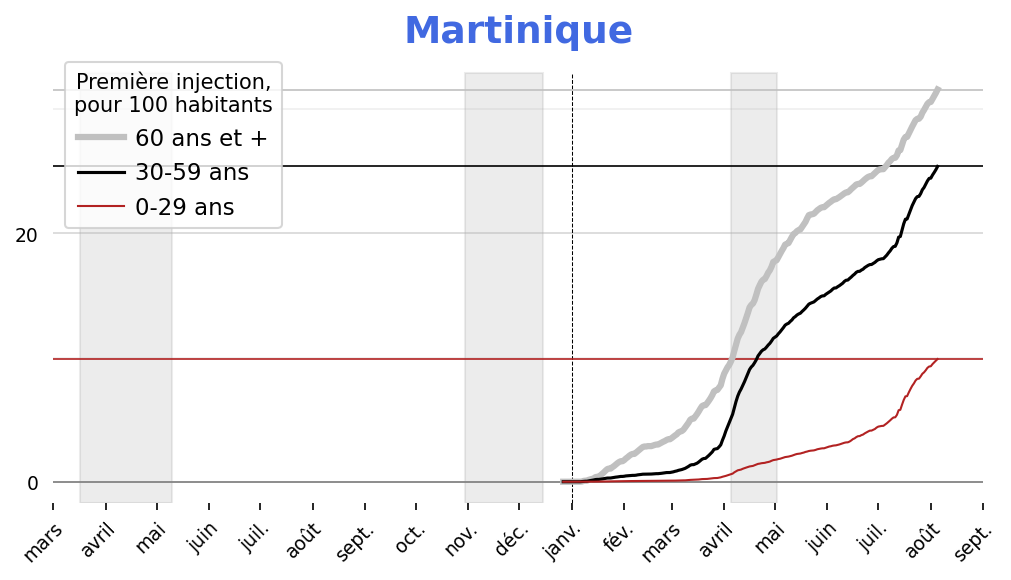 Martinique
Première injection,
pour 100 habitants
60 ans et +
30-59 ans
0-29 ans
20
0
mars
avril
mai
juin
juil.
août
sept.
oct.
nov.
déc.
janv.
fév.
mars
avril
mai
juin
juil.
août
sept.